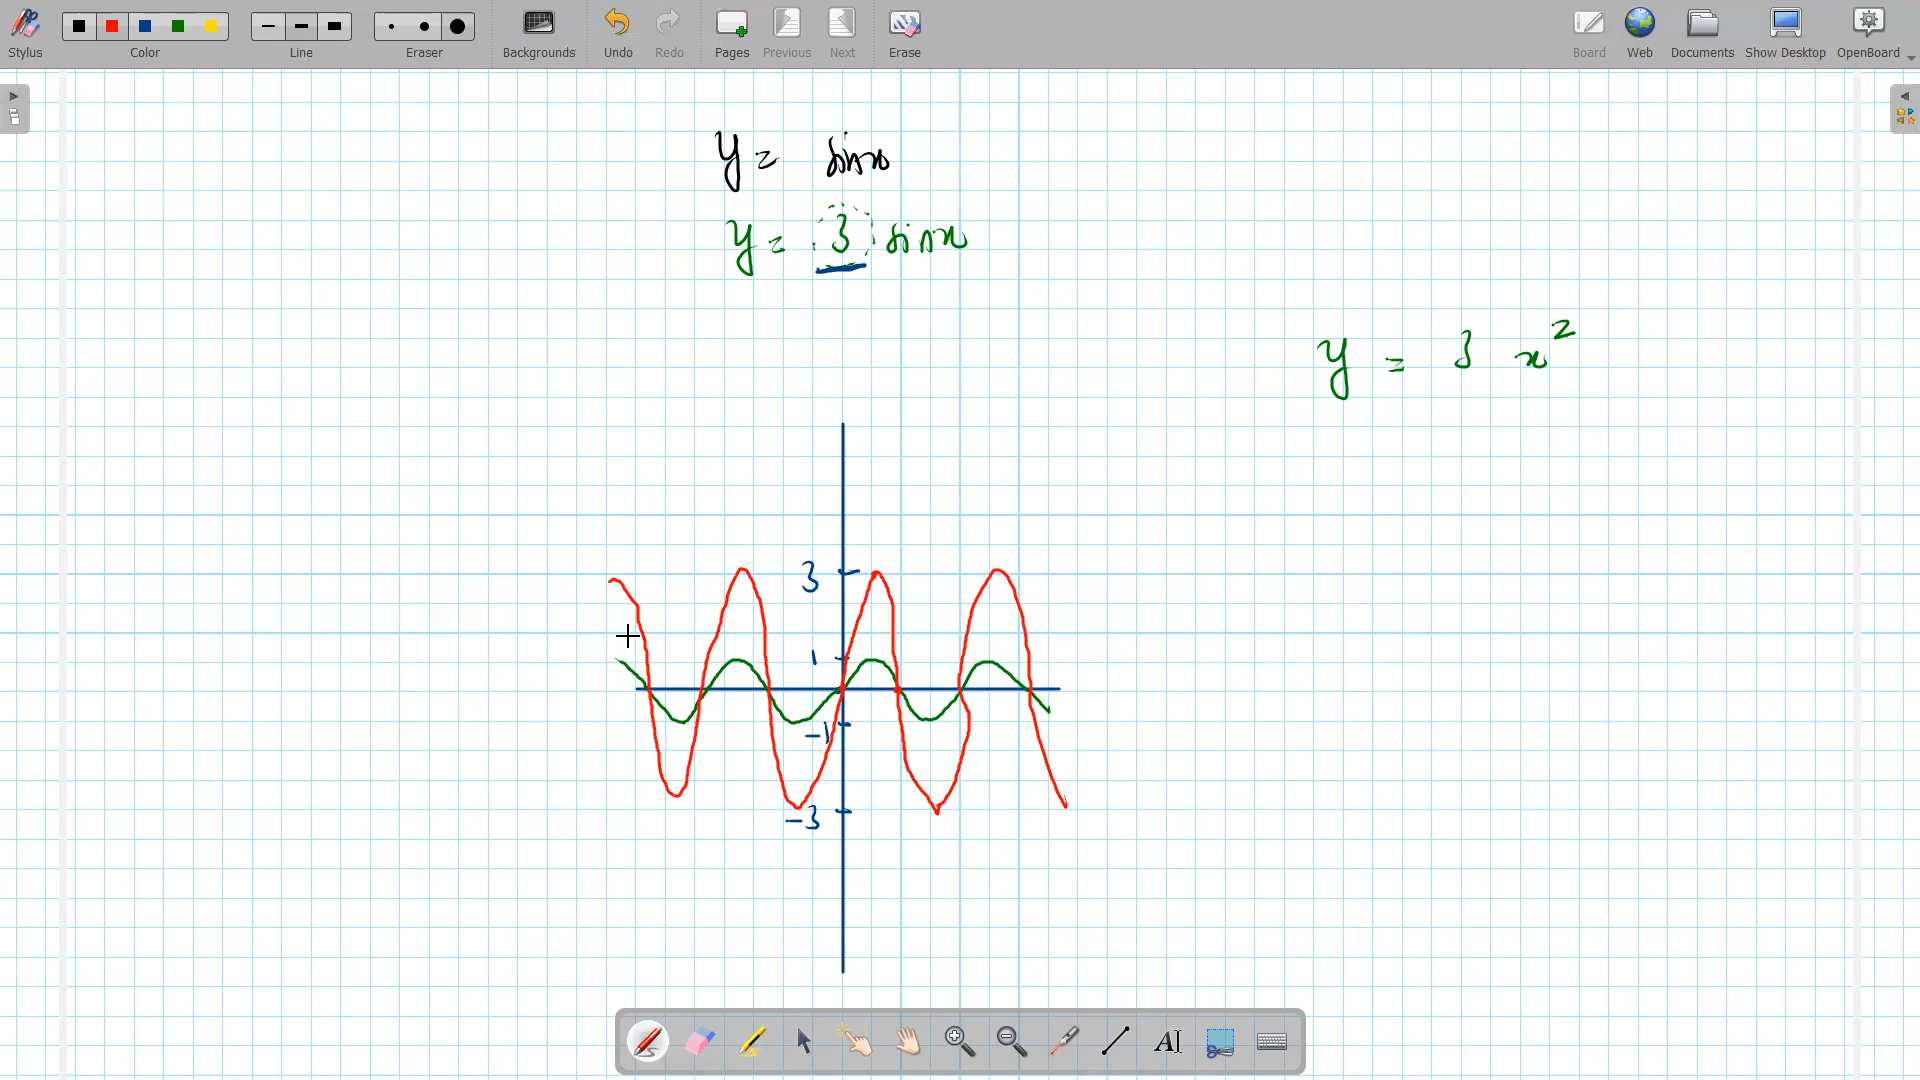 Stylus Color Line Eraser Backgrounds Undo Redo Pages Previous Next Erase Board Web Documents Show Desktop OpenBoard
y = sinx
y = 3 sinx
y = 3 x²
3
1
-1
-3